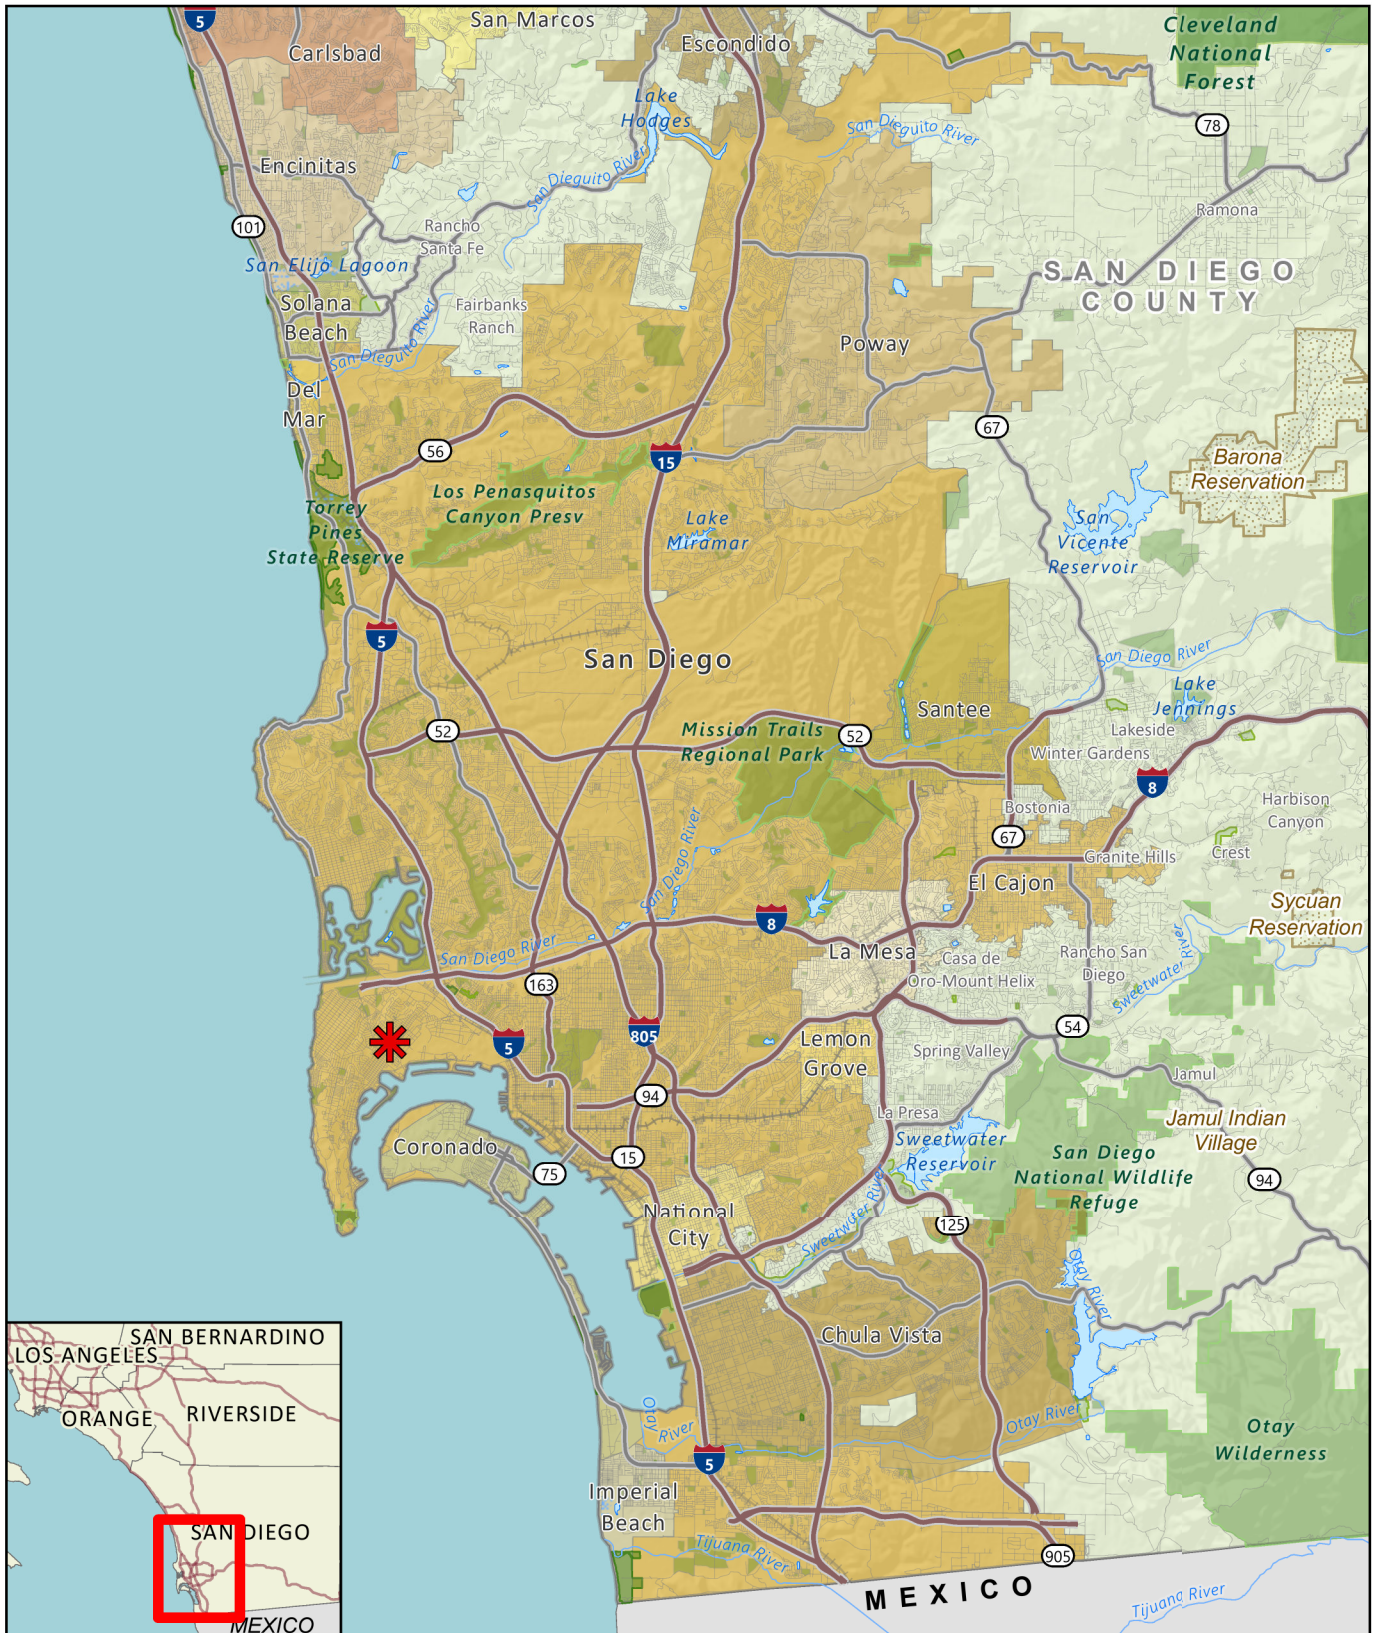 5
San Marcos
Carlsbad
Escondido
Cleveland
National
Forest
Lake
Hodges
San Dieguito River
78
Encinitas
San Dieguito River
Ramona
101
Rancho
Santa Fe
San Elijo Lagoon
SAN DIEGO
COUNTY
Solana
Beach
Fairbanks
Ranch
San Dieguito River
Poway
Del
Mar
56
67
15
Barona
Reservation
Los Penasquitos
Canyon Presv
Torrey
Pines
State Reserve
Lake
Miramar
San
Vicente
Reservoir
5
San Diego
San Diego River
Lake
Jennings
Santee
52
Mission Trails
Regional Park
52
Lakeside
Winter Gardens
8
Bostonia
Harbison
Canyon
67
San Diego River
Granite Hills
Crest
El Cajon
8
Sycuan
Reservation
San Diego River
La Mesa
Casa de
Oro-Mount Helix
Rancho San
Diego
Sweetwater River
163
5
805
54
Lemon
Grove
Spring Valley
Jamul
94
La Presa
Jamul Indian
Village
Coronado
Sweetwater
Reservoir
San Diego
National Wildlife
Refuge
15
75
94
National
City
Sweetwater River
125
Otay River
Chula Vista
Otay
River
Otay River
Otay
Wilderness
5
Imperial
Beach
Tijuana River
905
MEXICO
Tijuana River
SAN BERNARDINO
LOS ANGELES
ORANGE
RIVERSIDE
SAN DIEGO
MEXICO